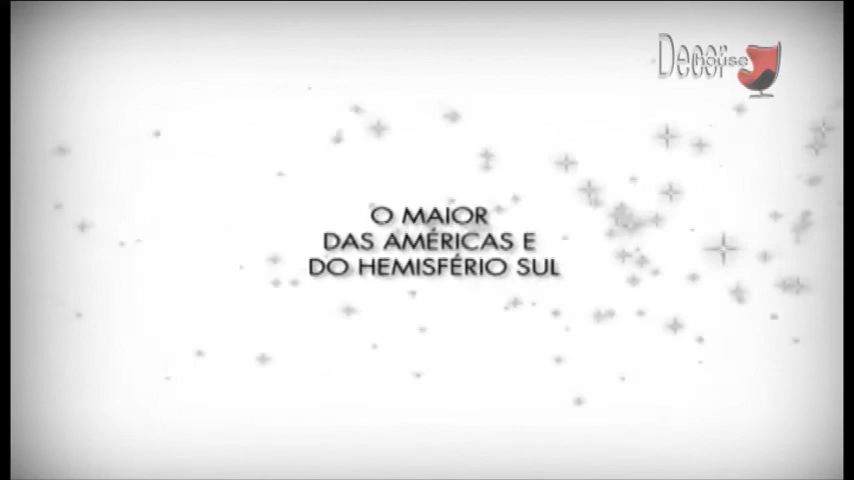 Decor
house
O MAIOR
DAS AMÉRICAS E
DO HEMISFÉRIO SUL